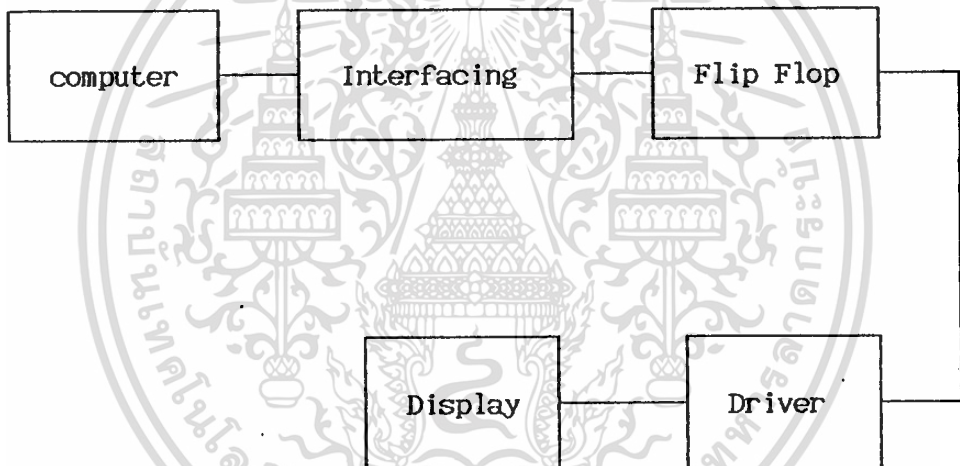 computer
Interfacing
Flip Flop
Display
Driver